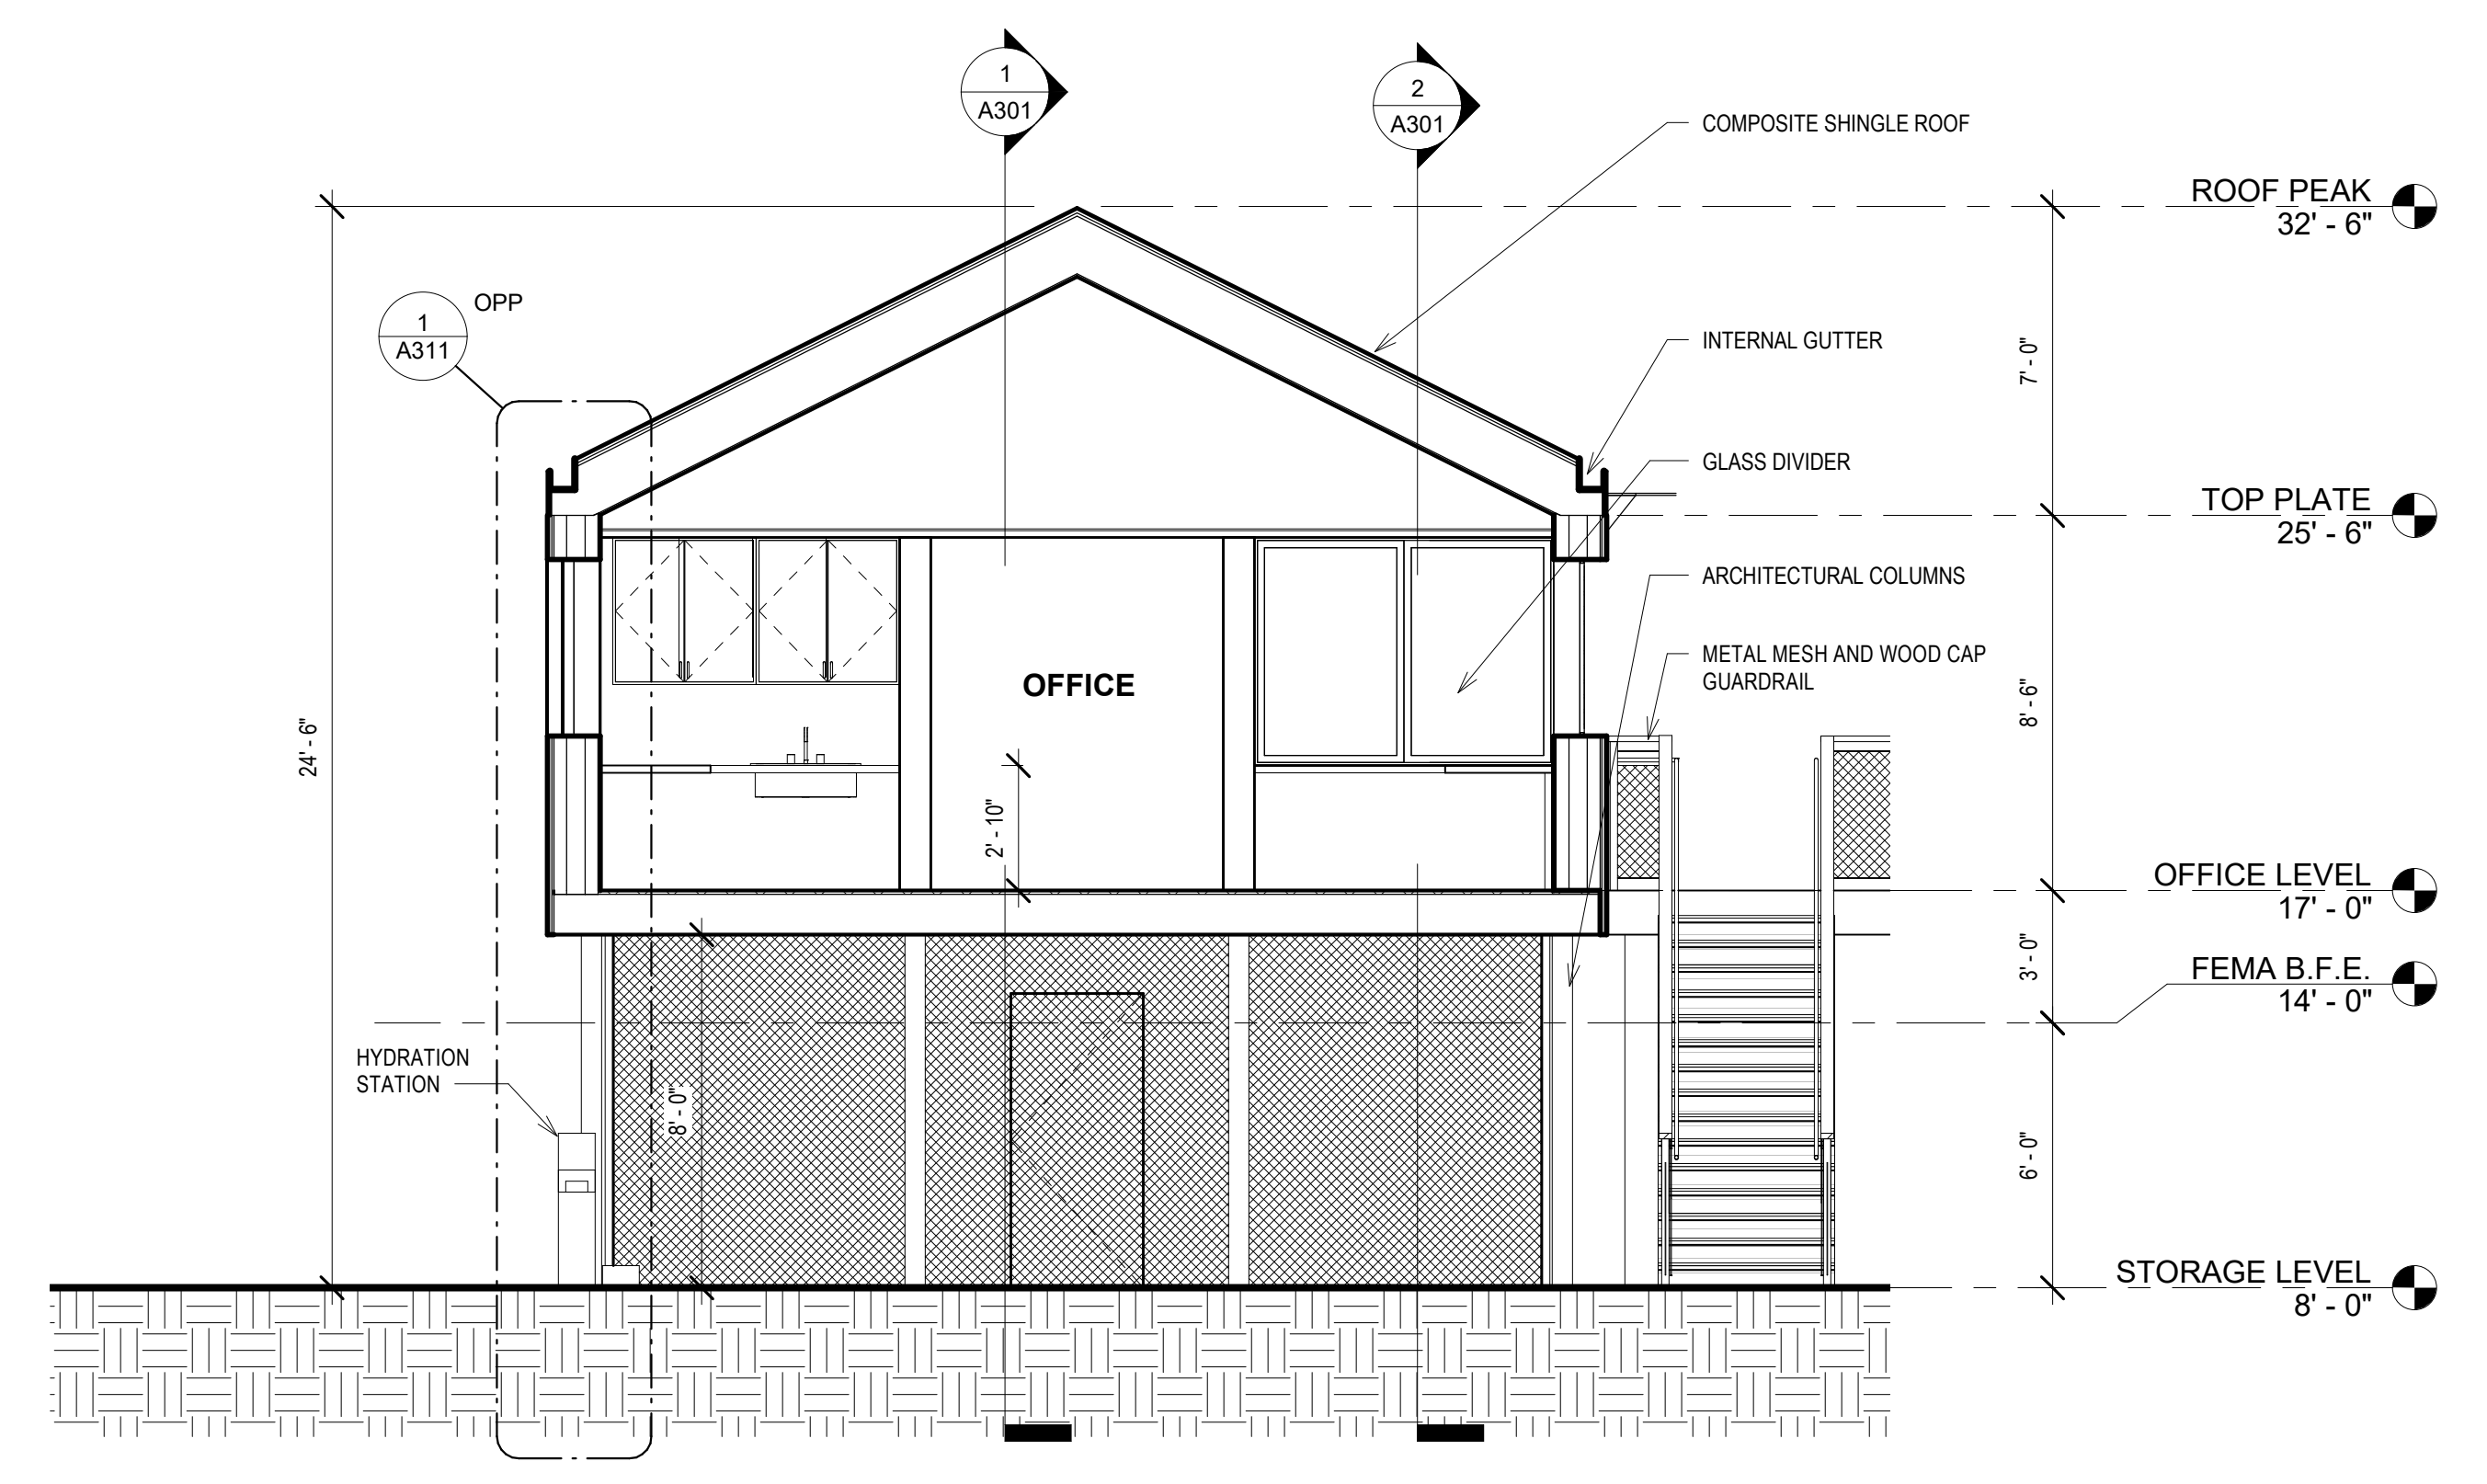 1
A301
2
A301
COMPOSITE SHINGLE ROOF
ROOF PEAK
32' - 6"
OPP
1
A311
INTERNAL GUTTER
7' - 0"
GLASS DIVIDER
TOP PLATE
25' - 6"
ARCHITECTURAL COLUMNS
METAL MESH AND WOOD CAP
GUARDRAIL
OFFICE
8' - 6"
24' - 6"
2' - 10"
OFFICE LEVEL
17' - 0"
3' - 0"
FEMA B.F.E.
14' - 0"
HYDRATION
STATION
8' - 0"
6' - 0"
STORAGE LEVEL
8' - 0"